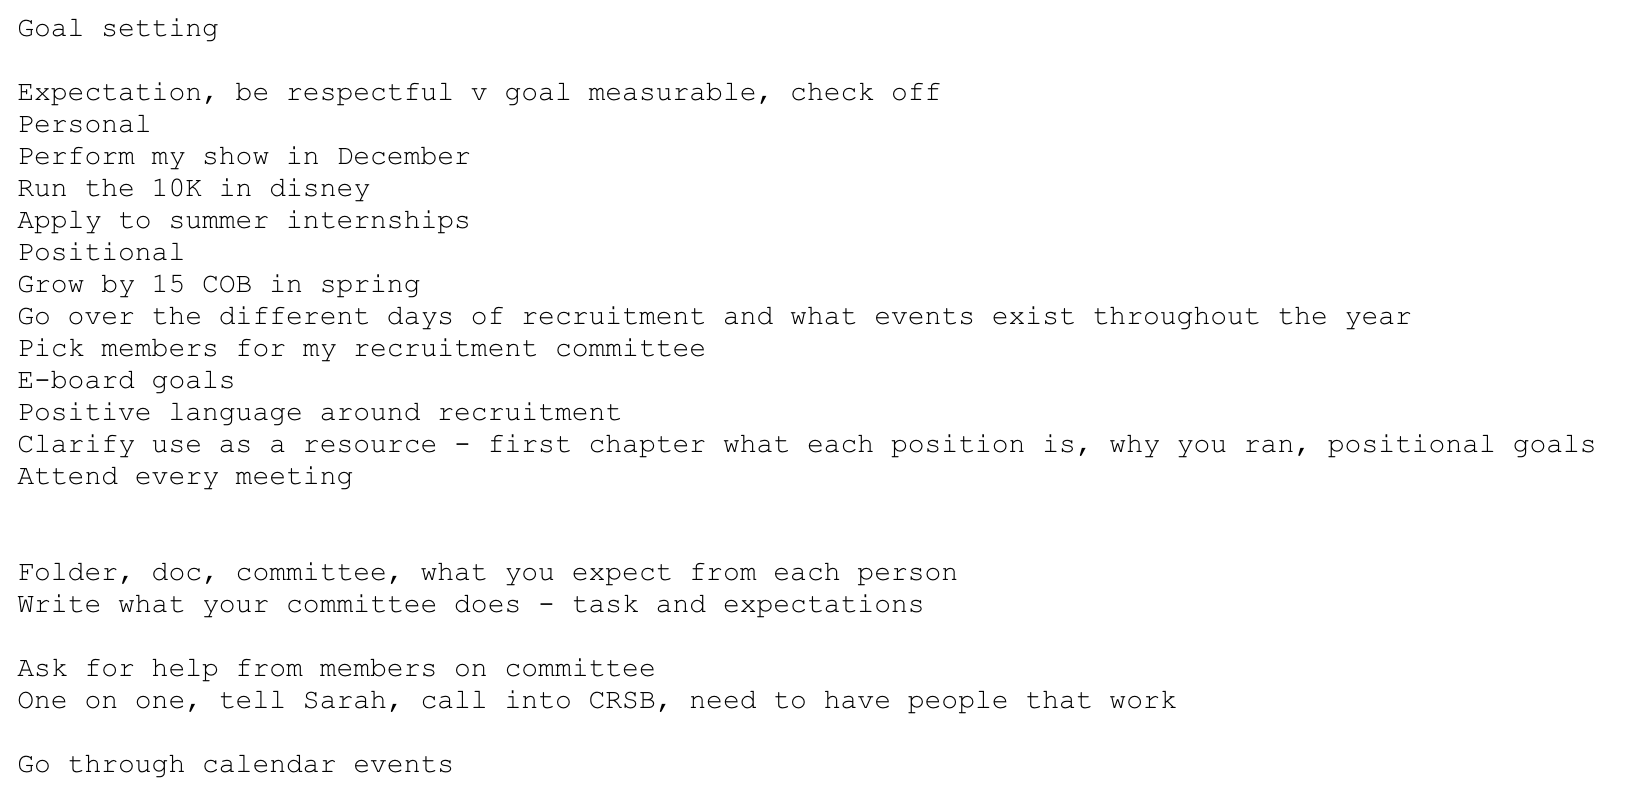 Goal setting
Expectation, be respectful v goal measurable, check off
Personal
Perform my show in December
Run the 10K in disney
Apply to summer internships
Positional
Grow by 15 COB in spring
Go over the different days of recruitment and what events exist throughout the year
Pick members for my recruitment committee
E-board goals
Positive language around recruitment
Clarify use as a resource - first chapter what each position is, why you ran, positional goals
Attend every meeting
Folder, doc, committee, what you expect from each person
Write what your committee does - task and expectations
Ask for help from members on committee
One on one, tell Sarah, call into CRSB, need to have people that work
Go through calendar events